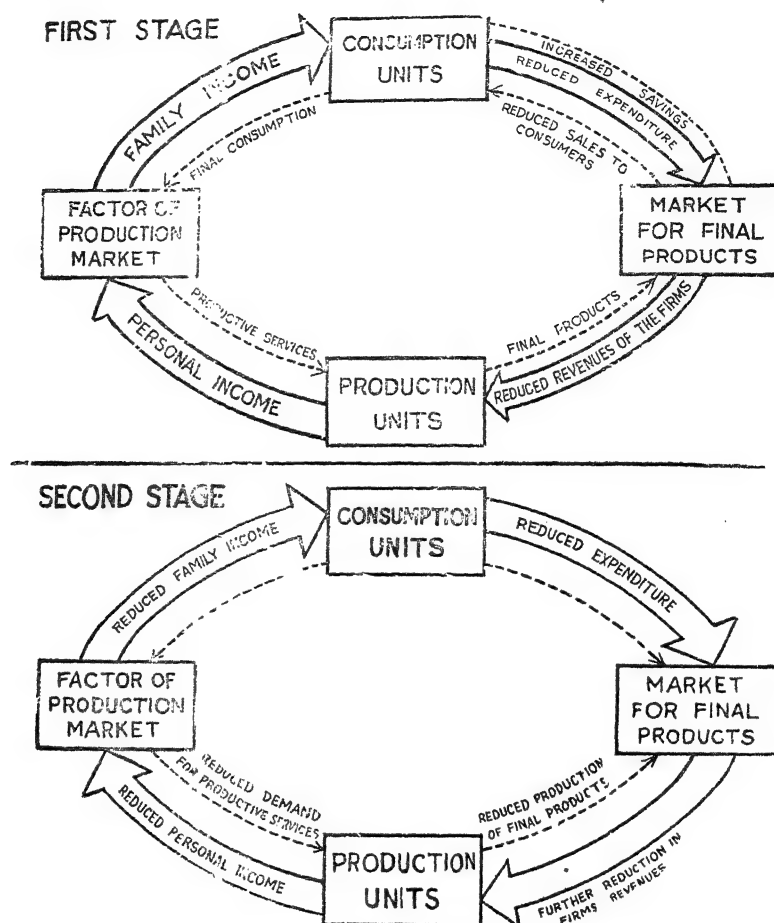 FIRST STAGE
CONSUMPTION
UNITS
FAMILY INCOME
FINAL CONSUMPTION
INCREASED SAVINGS
REDUCED EXPENDITURE
REDUCED SALES TO
CONSUMERS
FACTOR OF
PRODUCTION
MARKET
MARKET
FOR FINAL
PRODUCTS
PRODUCTIVE SERVICES
PERSONAL INCOME
FINAL PRODUCTS
REDUCED REVENUES OF THE FIRMS
PRODUCTION
UNITS
SECOND STAGE
CONSUMPTION
UNITS
REDUCED FAMILY INCOME
REDUCED EXPENDITURE
FACTOR OF
PRODUCTION
MARKET
MARKET
FOR FINAL
PRODUCTS
REDUCED DEMAND
FOR PRODUCTIVE SERVICES
REDUCED PERSONAL INCOME
REDUCED PRODUCTION
OF FINAL PRODUCTS
PRODUCTION
UNITS
FURTHER REDUCTION IN
FIRMS REVENUES